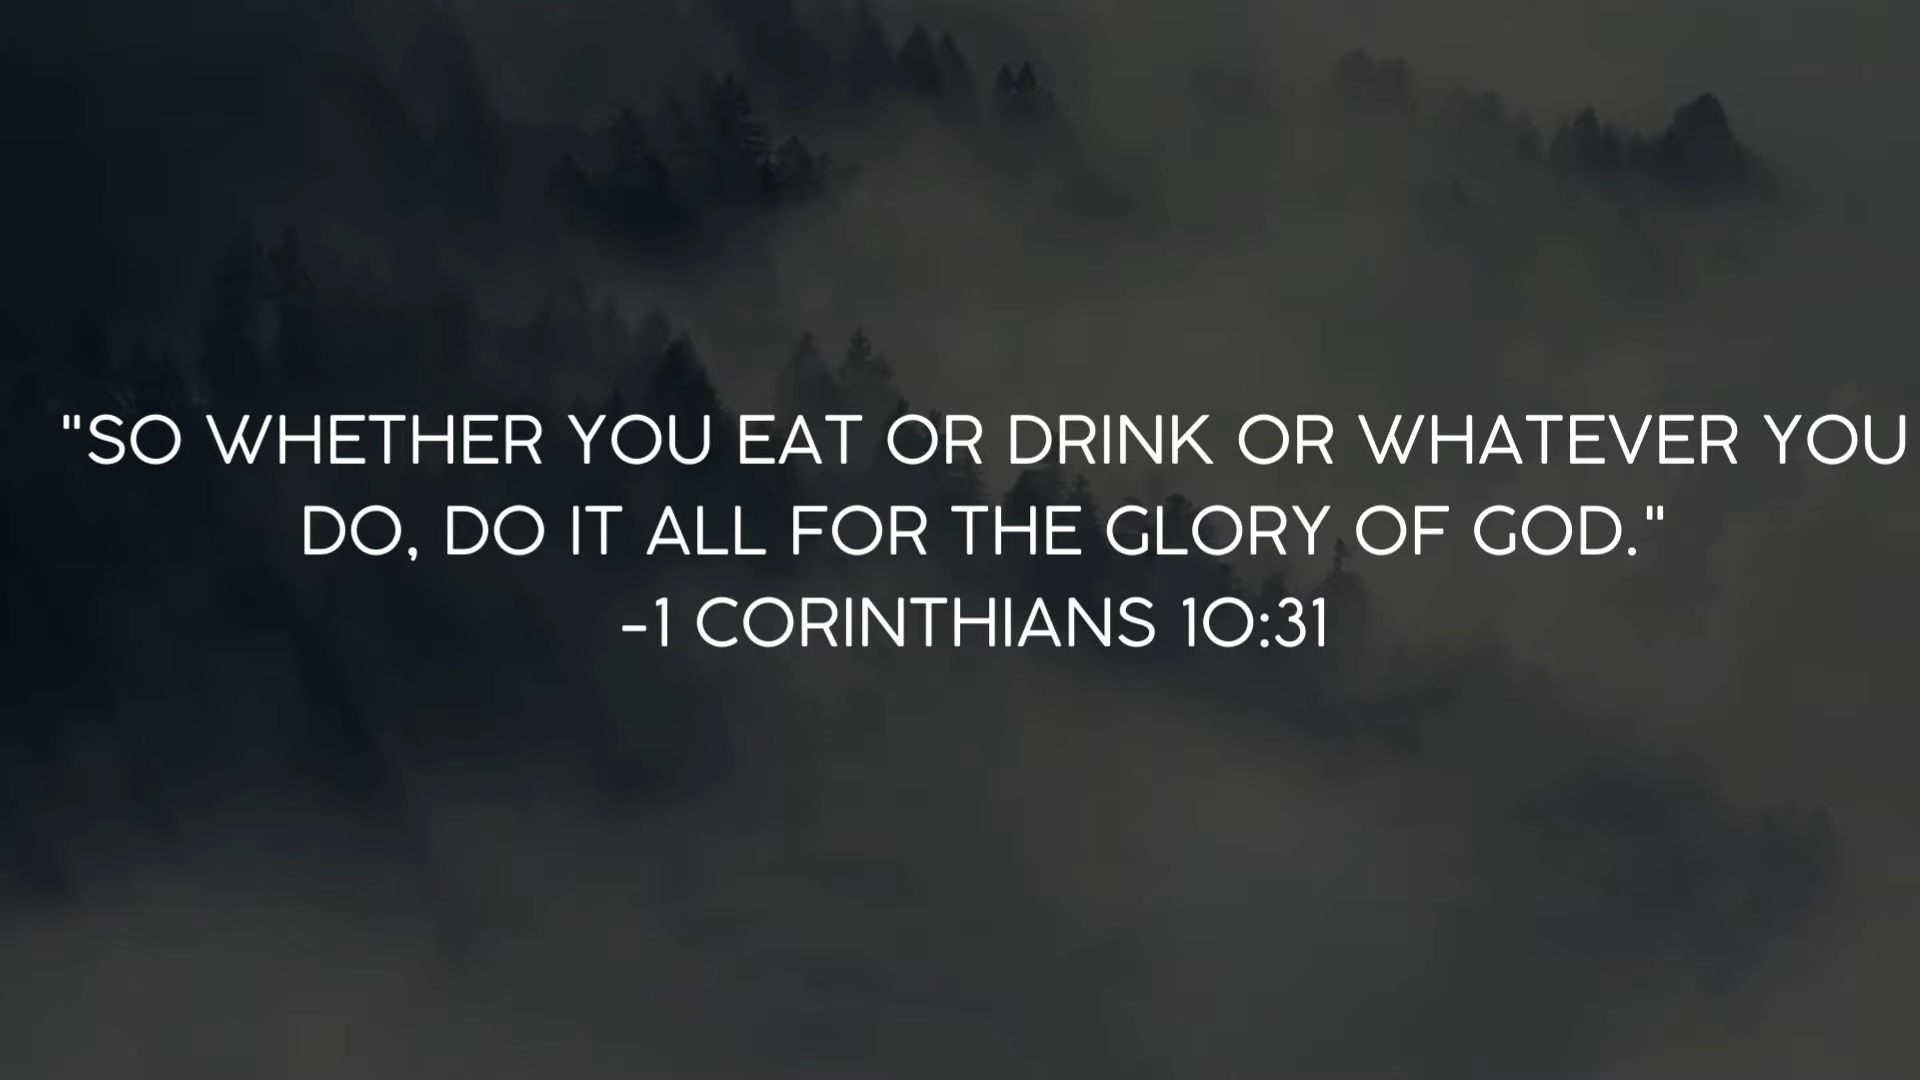 "SO WHETHER YOU EAT OR DRINK OR WHATEVER YOU
DO, DO IT ALL FOR THE GLORY OF GOD."
-1 CORINTHIANS 10:31